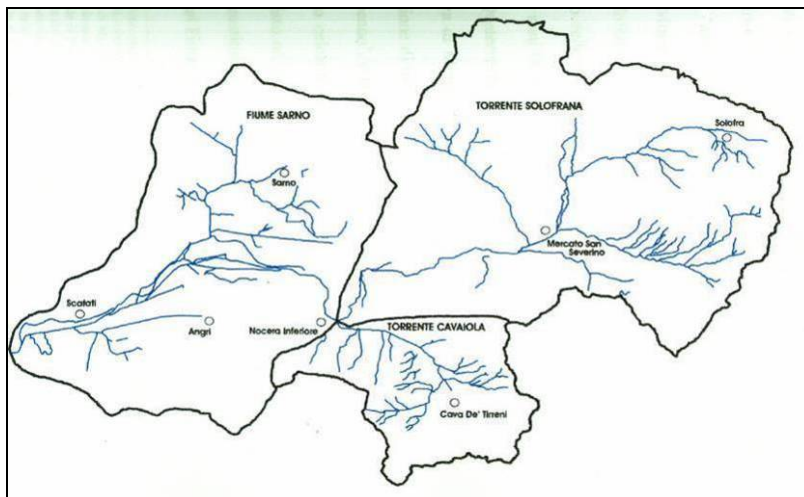 FIUME SARNO
TORRENTE SOLOFRANA
Solofra
Sarno
Mercato San
Severino
Scafati
Angri
Nocera Inferiore
TORRENTE CAVAIOLA
Cava De' Tirreni